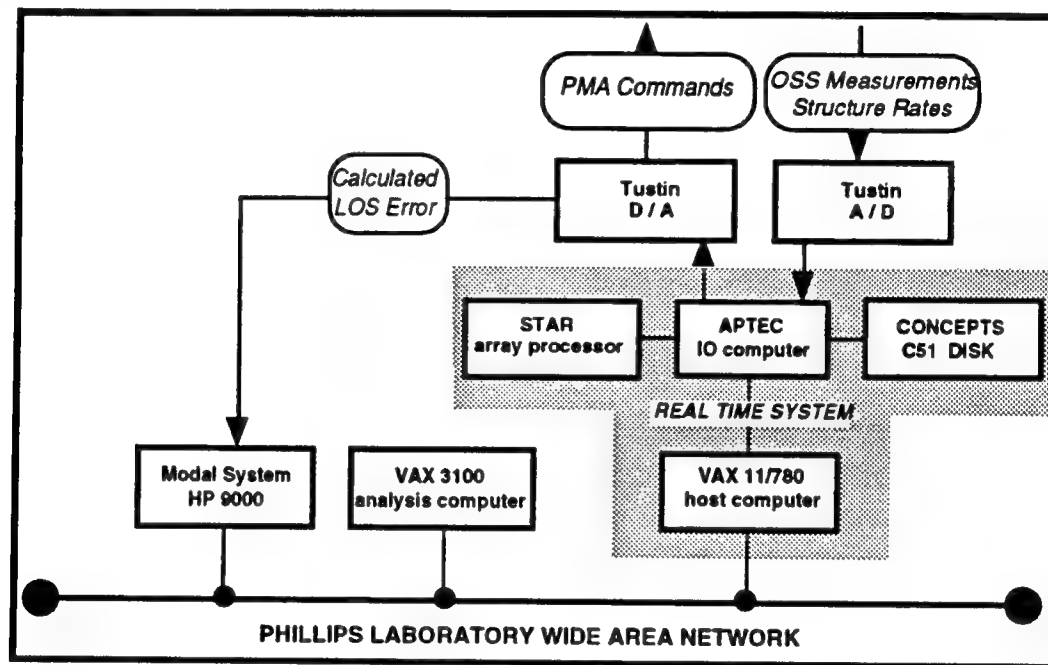 PMA Commands
OSS Measurements
Structure Rates
Calculated
LOS Error
Tustin
D / A
Tustin
A / D
STAR
array processor
APTEC
IO computer
CONCEPTS
C51 DISK
REAL TIME SYSTEM
Modal System
HP 9000
VAX 3100
analysis computer
VAX 11/780
host computer
PHILLIPS LABORATORY WIDE AREA NETWORK